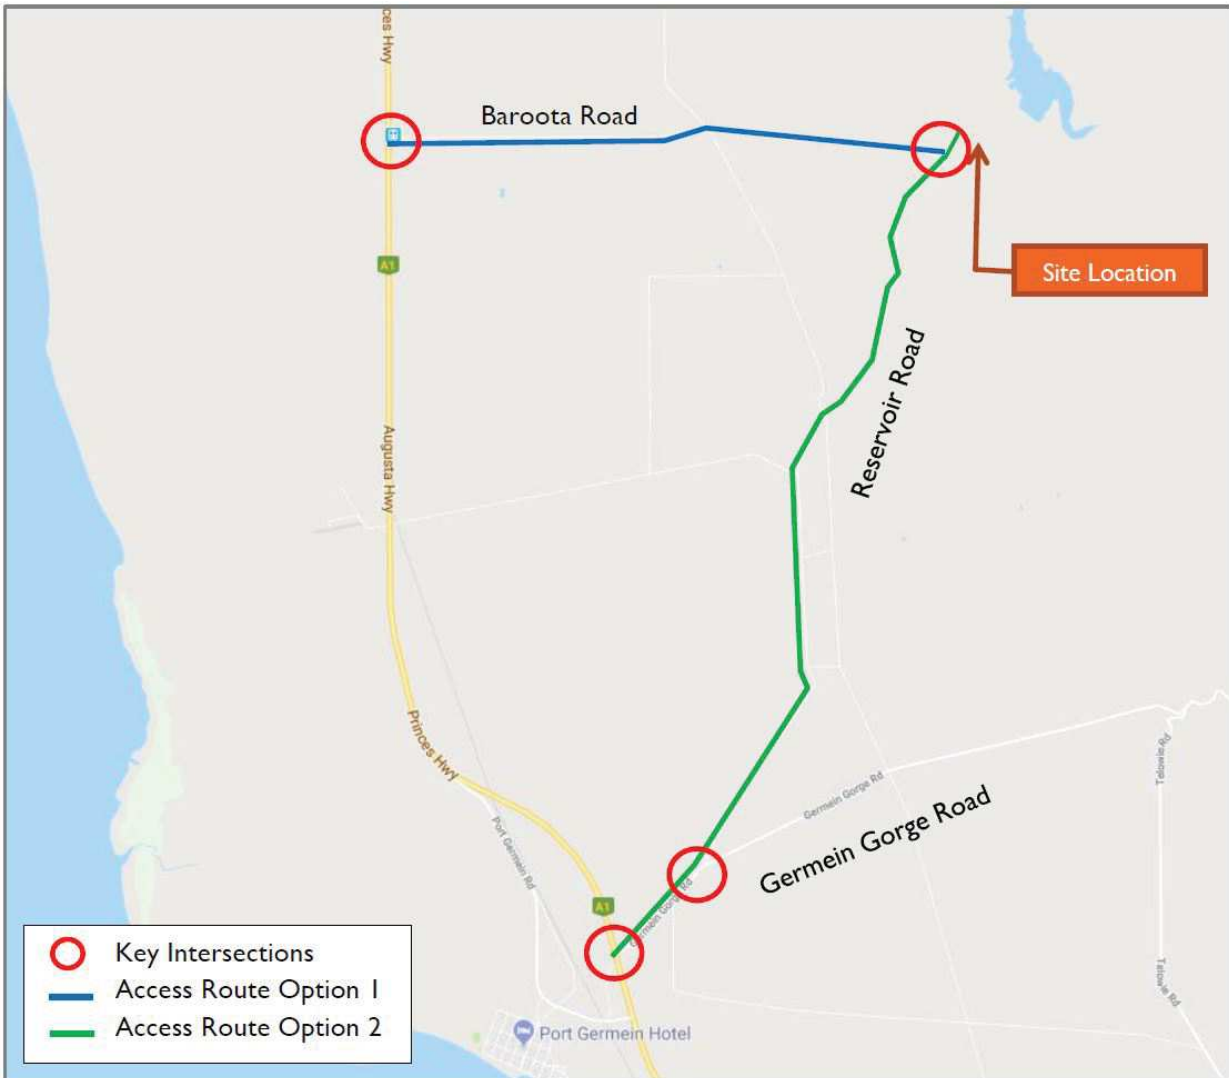 ces Hwy
Baroota Road
A1
Site Location
Reservoir Road
Augusta Hwy
Princes Hwy
Telowie Rd
Germein Gorge Rd
Germein Gorge Road
Port Germein Rd
A1
Germein Gorge Rd
Telowie Rd
Port Germein Hotel
Key Intersections
Access Route Option 1
Access Route Option 2